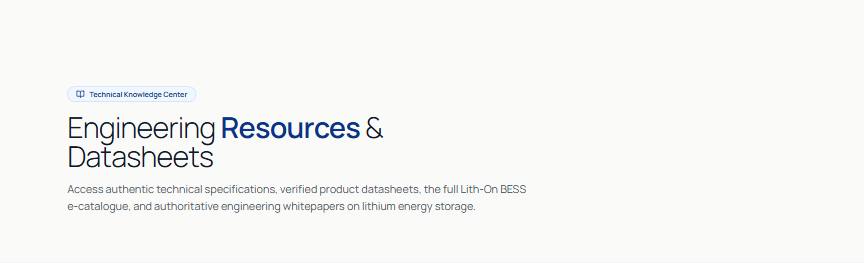 Technical Knowledge Center
Engineering Resources &
Datasheets
Access authentic technical specifications, verified product datasheets, the full Lith-On BESS
e-catalogue, and authoritative engineering whitepapers on lithium energy storage.